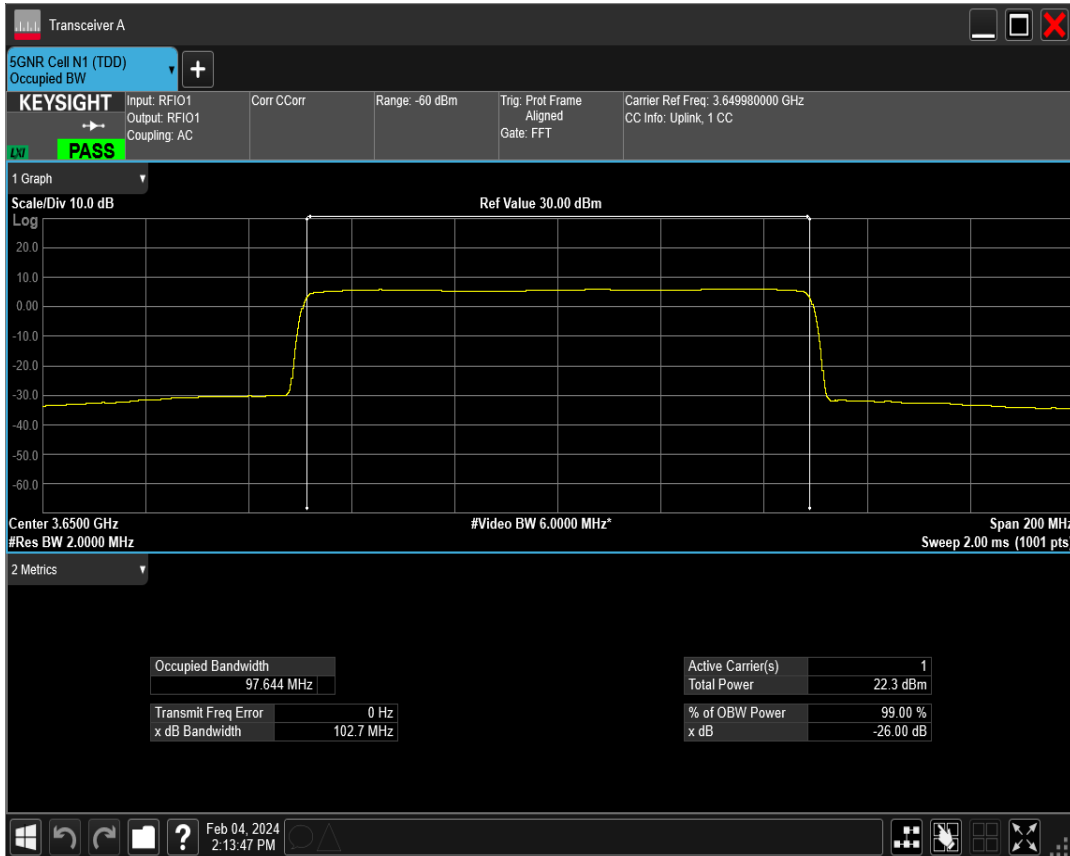 Transceiver A
5GNR Cell N1 (TDD)
Occupied BW
+
KEYSIGHT
LXI
PASS
Input: RFIO1
Output: RFIO1
Coupling: AC
Corr CCorr
Range: -60 dBm
Trig: Prot Frame
Aligned
Gate: FFT
Carrier Ref Freq: 3.649980000 GHz
CC Info: Uplink, 1 CC
1 Graph
Scale/Div 10.0 dB
Ref Value 30.00 dBm
Log
20.0
10.0
0.00
-10.0
-20.0
-30.0
-40.0
-50.0
-60.0
Center 3.6500 GHz
#Video BW 6.0000 MHz*
Span 200 MHz
#Res BW 2.0000 MHz
Sweep 2.00 ms (1001 pts)
2 Metrics
Occupied Bandwidth
97.644 MHz
Transmit Freq Error 0 Hz
x dB Bandwidth 102.7 MHz
Active Carrier(s) 1
Total Power 22.3 dBm
% of OBW Power 99.00 %
x dB -26.00 dB
?
Feb 04, 2024
2:13:47 PM